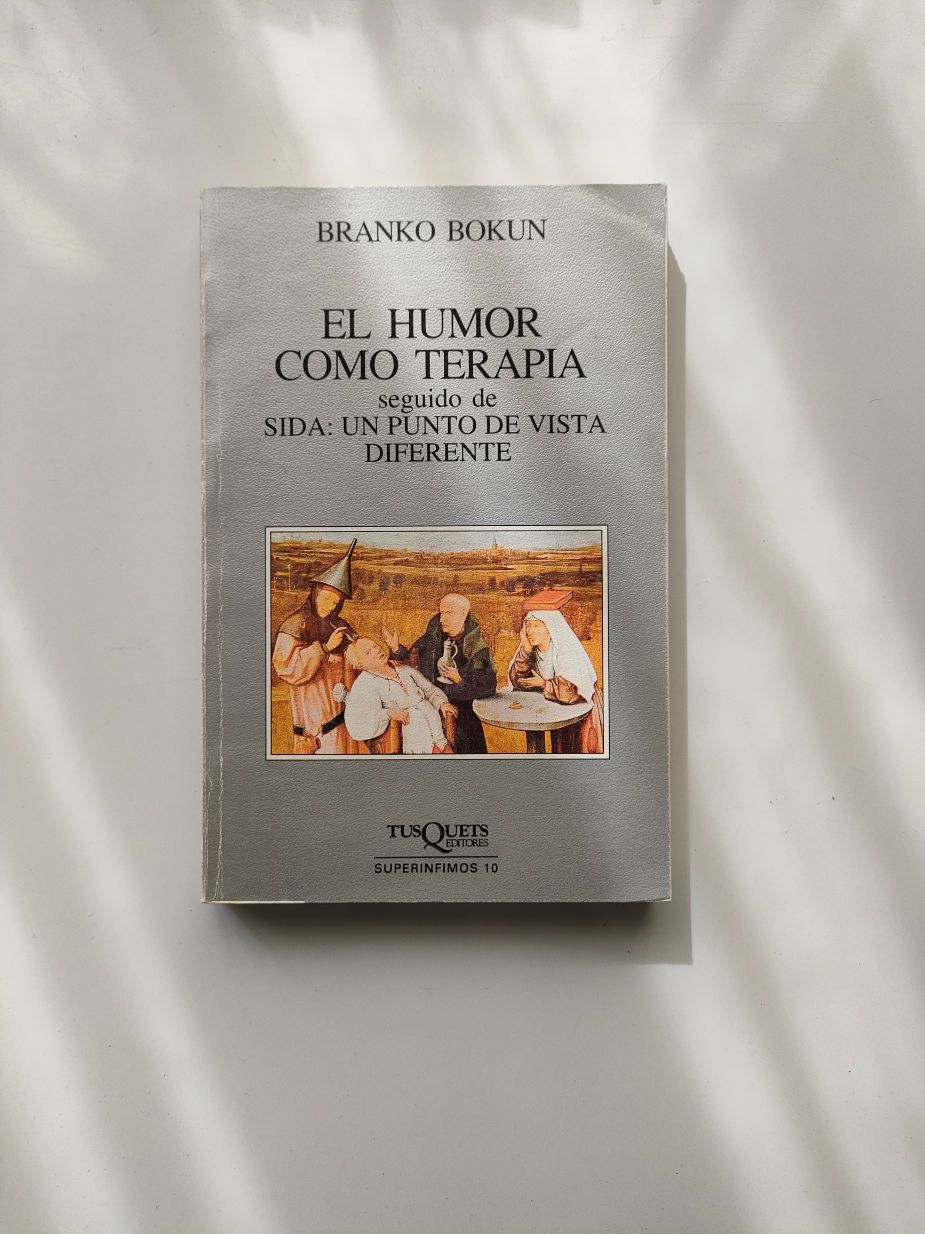 BRANKO BOKUN
EL HUMOR
COMO TERAPIA
seguido de
SIDA: UN PUNTO DE VISTA
DIFERENTE
TUSQUETS
EDITORES
SUPERINFIMOS 10